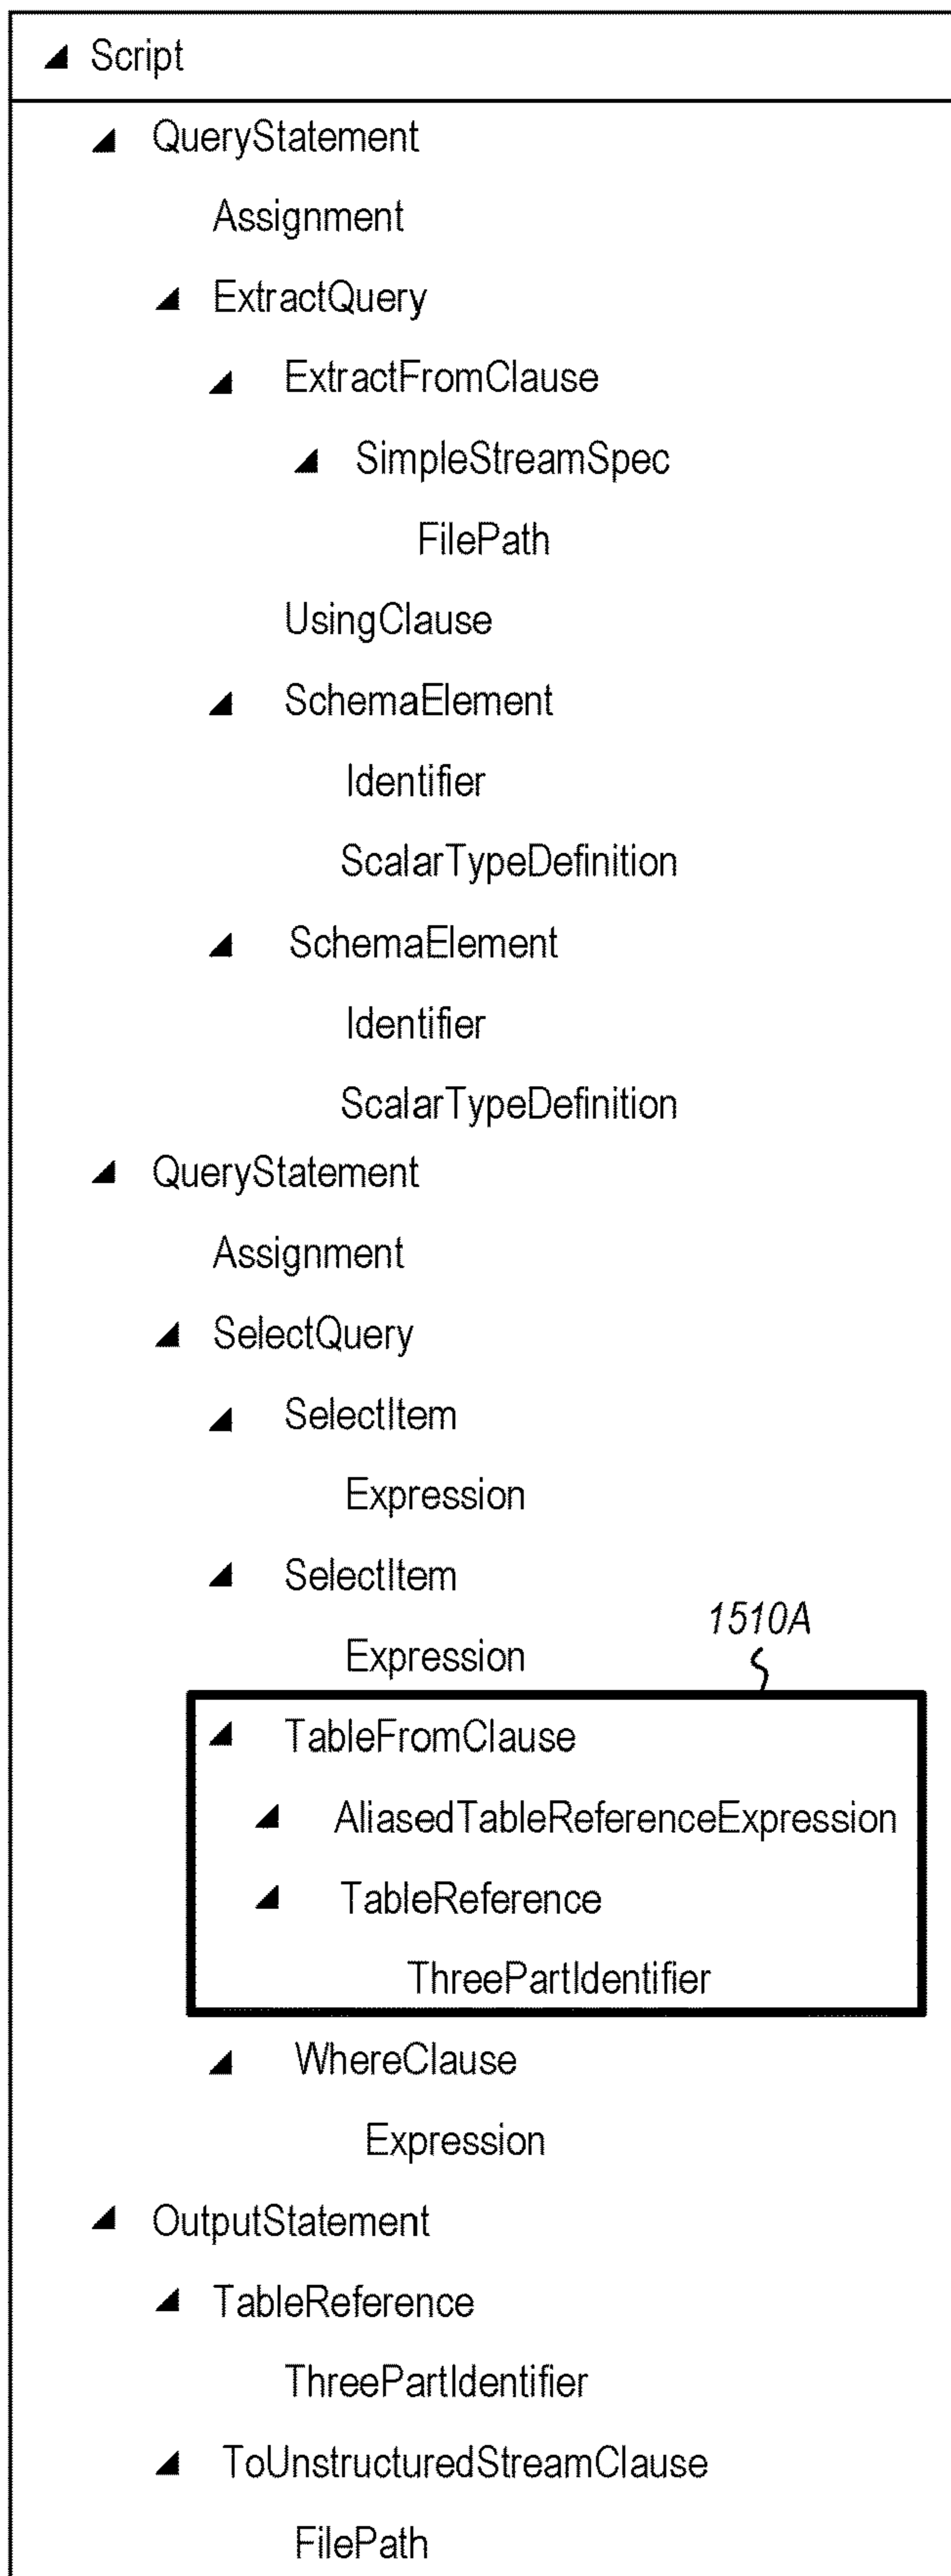 Script
QueryStatement
Assignment
ExtractQuery
ExtractFromClause
SimpleStreamSpec
FilePath
UsingClause
SchemaElement
Identifier
ScalarTypeDefinition
SchemaElement
Identifier
ScalarTypeDefinition
QueryStatement
Assignment
SelectQuery
SelectItem
Expression
SelectItem
1510A
Expression
TableFromClause
AliasedTableReferenceExpression
TableReference
ThreePartIdentifier
WhereClause
Expression
OutputStatement
TableReference
ThreePartIdentifier
ToUnstructuredStreamClause
FilePath